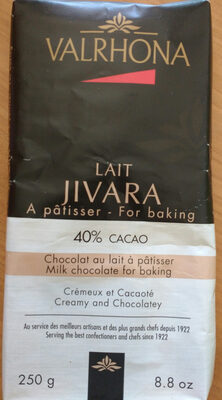 VALRHONA
LAIT
JIVARA
A pâtisser - For baking
40% CACAO
Chocolat au lait à pâtisser
Milk chocolate for baking
Crémeux et Cacaoté
Creamy and Chocolatey
Au service des meilleurs artisans et des plus grands chefs depuis 1922
Serving the best confectioners and chefs since 1922
250 g 8.8 oz